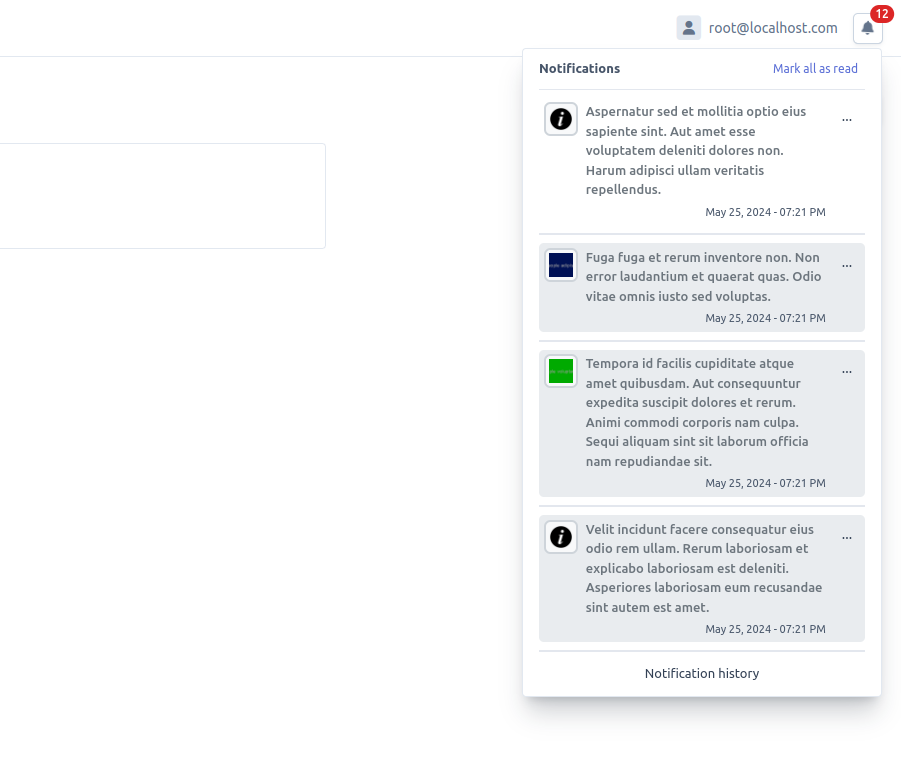 root@localhost.com
12
Notifications
Mark all as read
i
Aspernatur sed et mollitia optio eius
sapiente sint. Aut amet esse
voluptatem deleniti dolores non.
Harum adipisci ullam veritatis
repellendus.
...
May 25, 2024 - 07:21 PM
Fuga fuga et rerum inventore non. Non
error laudantium et quaerat quas. Odio
vitae omnis iusto sed voluptas.
...
May 25, 2024 - 07:21 PM
Tempora id facilis cupiditate atque
amet quibusdam. Aut consequuntur
expedita suscipit dolores et rerum.
Animi commodi corporis nam culpa.
Sequi aliquam sint sit laborum officia
nam repudiandae sit.
...
May 25, 2024 - 07:21 PM
i
Velit incidunt facere consequatur eius
odio rem ullam. Rerum laboriosam et
explicabo laboriosam est deleniti.
Asperiores laboriosam eum recusandae
sint autem est amet.
...
May 25, 2024 - 07:21 PM
Notification history